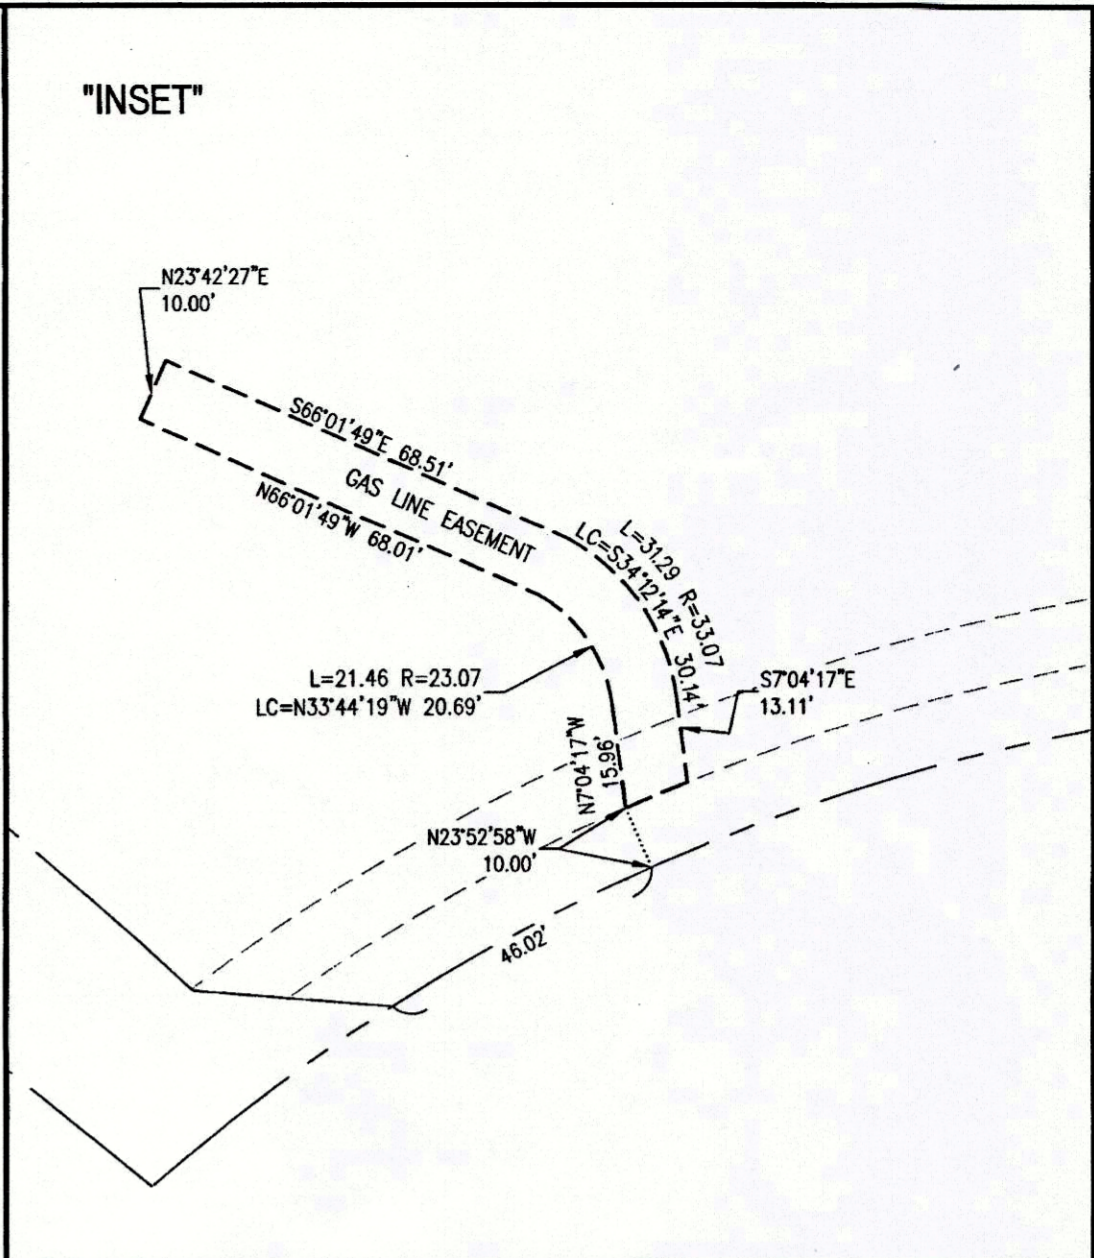 "INSET"
N23°42'27"E
10.00'
S66°01'49"E 68.51'
GAS LINE EASEMENT
N66°01'49"W 68.01'
L=31.29 R=33.07
LC=S34°12'14"E 30.14'
L=21.46 R=23.07
LC=N33°44'19"W 20.69'
S7°04'17"E
13.11'
N7°04'17"W
15.96'
N23°52'58"W
10.00'
46.02'